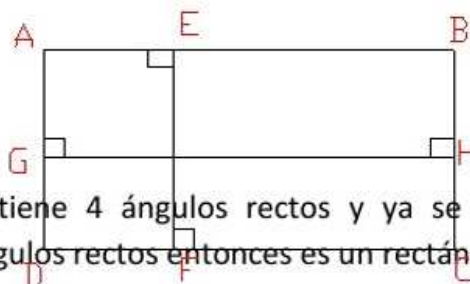 A E B
G H
tiene 4 ángulos rectos y ya se
gulos rectos entonces es un rectán
D F C